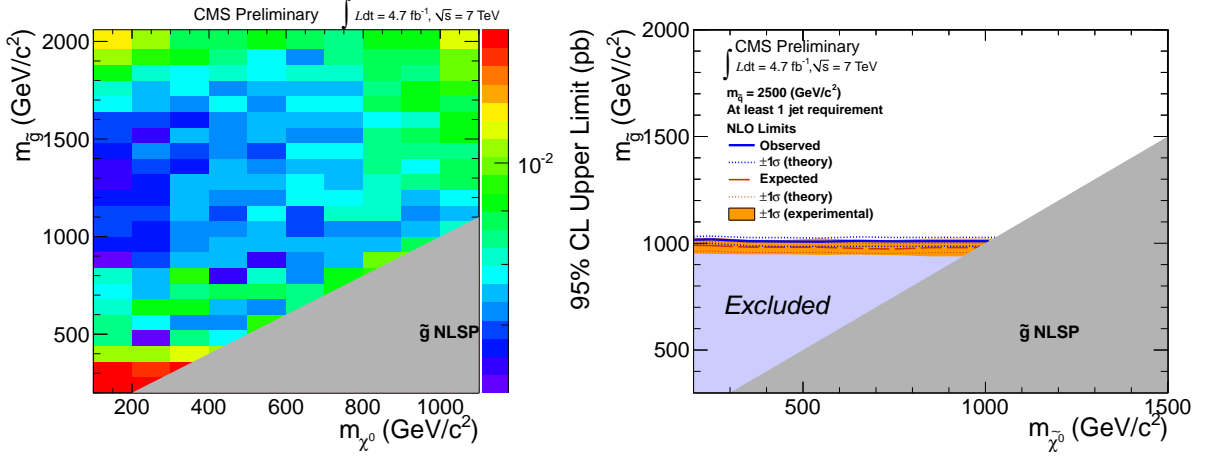 CMS Preliminary ∫ Ldt = 4.7 fb⁻¹, √s = 7 TeV
m_g̃ (GeV/c²)
2000
1500
1000
500
g̃ NLSP
200 400 600 800 1000
m_χ⁰ (GeV/c²)
10⁻²
95% CL Upper Limit (pb)
m_g̃ (GeV/c²)
2000
1500
1000
500
CMS Preliminary
∫ Ldt = 4.7 fb⁻¹,√s = 7 TeV
m_q̃ = 2500 (GeV/c²)
At least 1 jet requirement
NLO Limits
Observed
±1σ (theory)
Expected
±1σ (theory)
±1σ (experimental)
Excluded
g̃ NLSP
500 1000 1500
m_χ̃⁰ (GeV/c²)